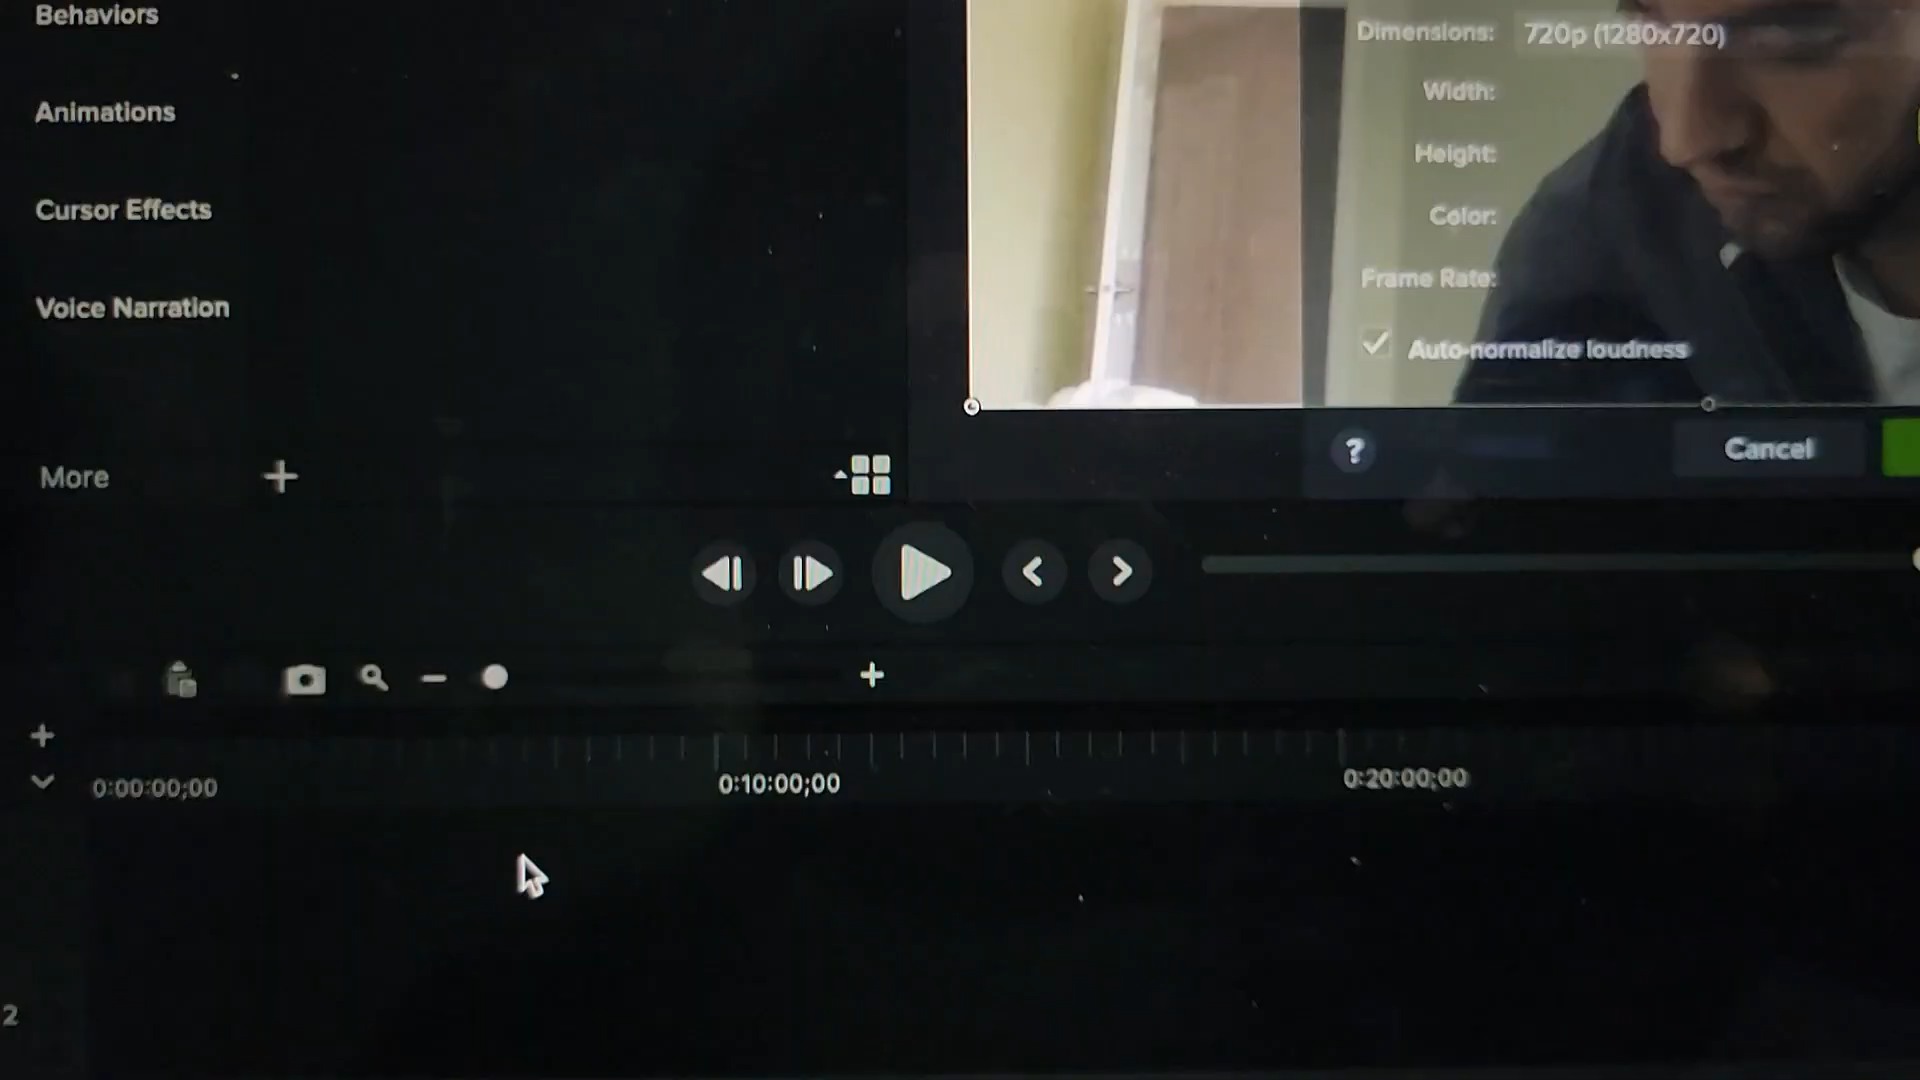 Behaviors
Animations
Cursor Effects
Voice Narration
More
Dimensions: 720p (1280x720)
Width:
Height:
Color:
Frame Rate:
Auto-normalize loudness
?
Cancel
0:00:00;00
0:10:00;00
0:20:00;00
2